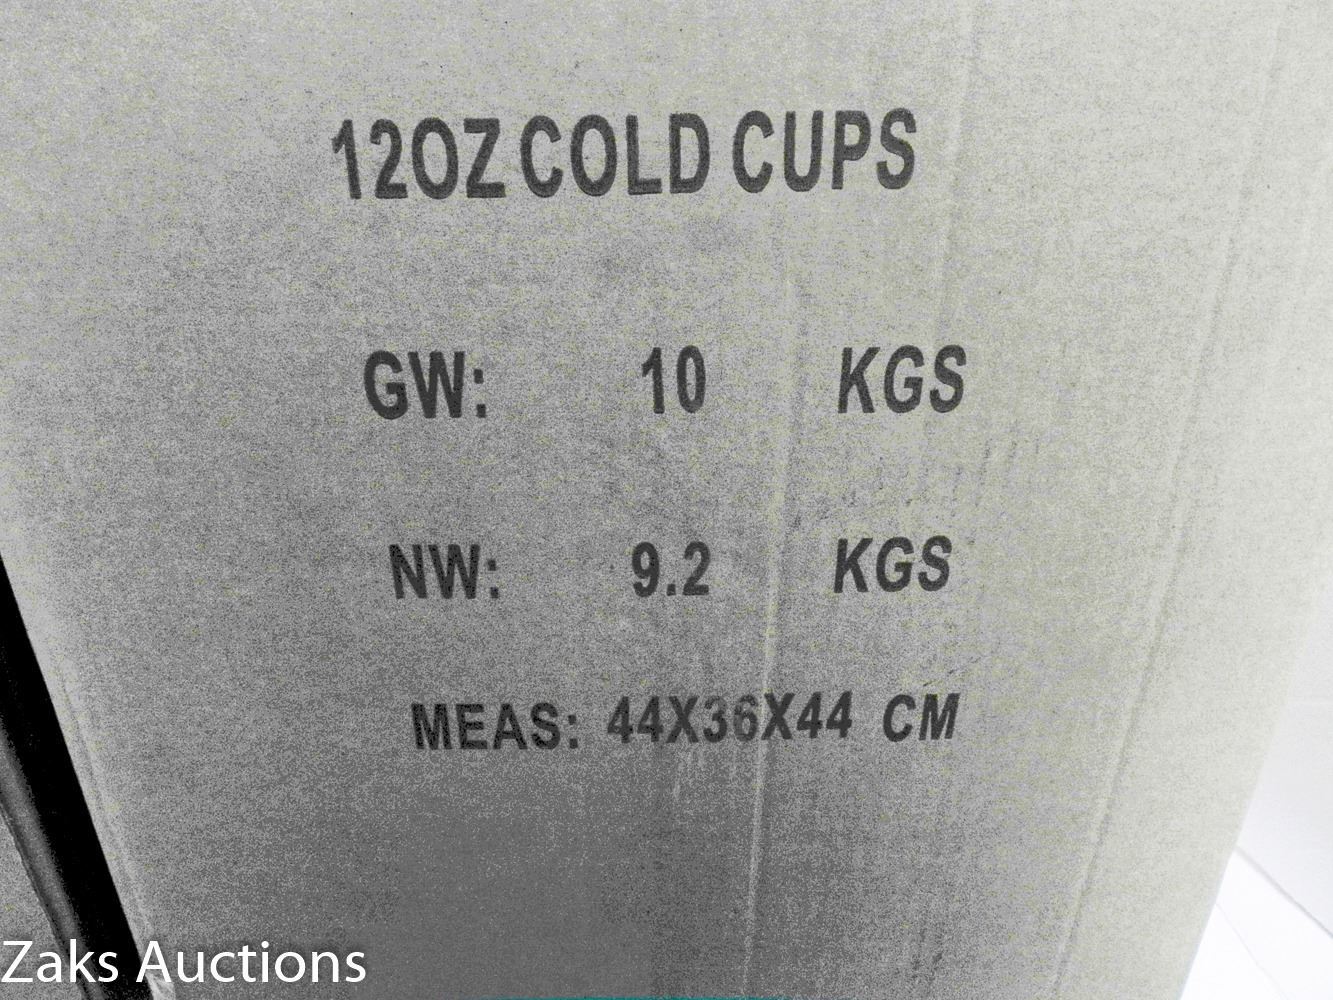 12OZ COLD CUPS
GW: 10 KGS
NW: 9.2 KGS
MEAS: 44X36X44 CM
Zaks Auctions